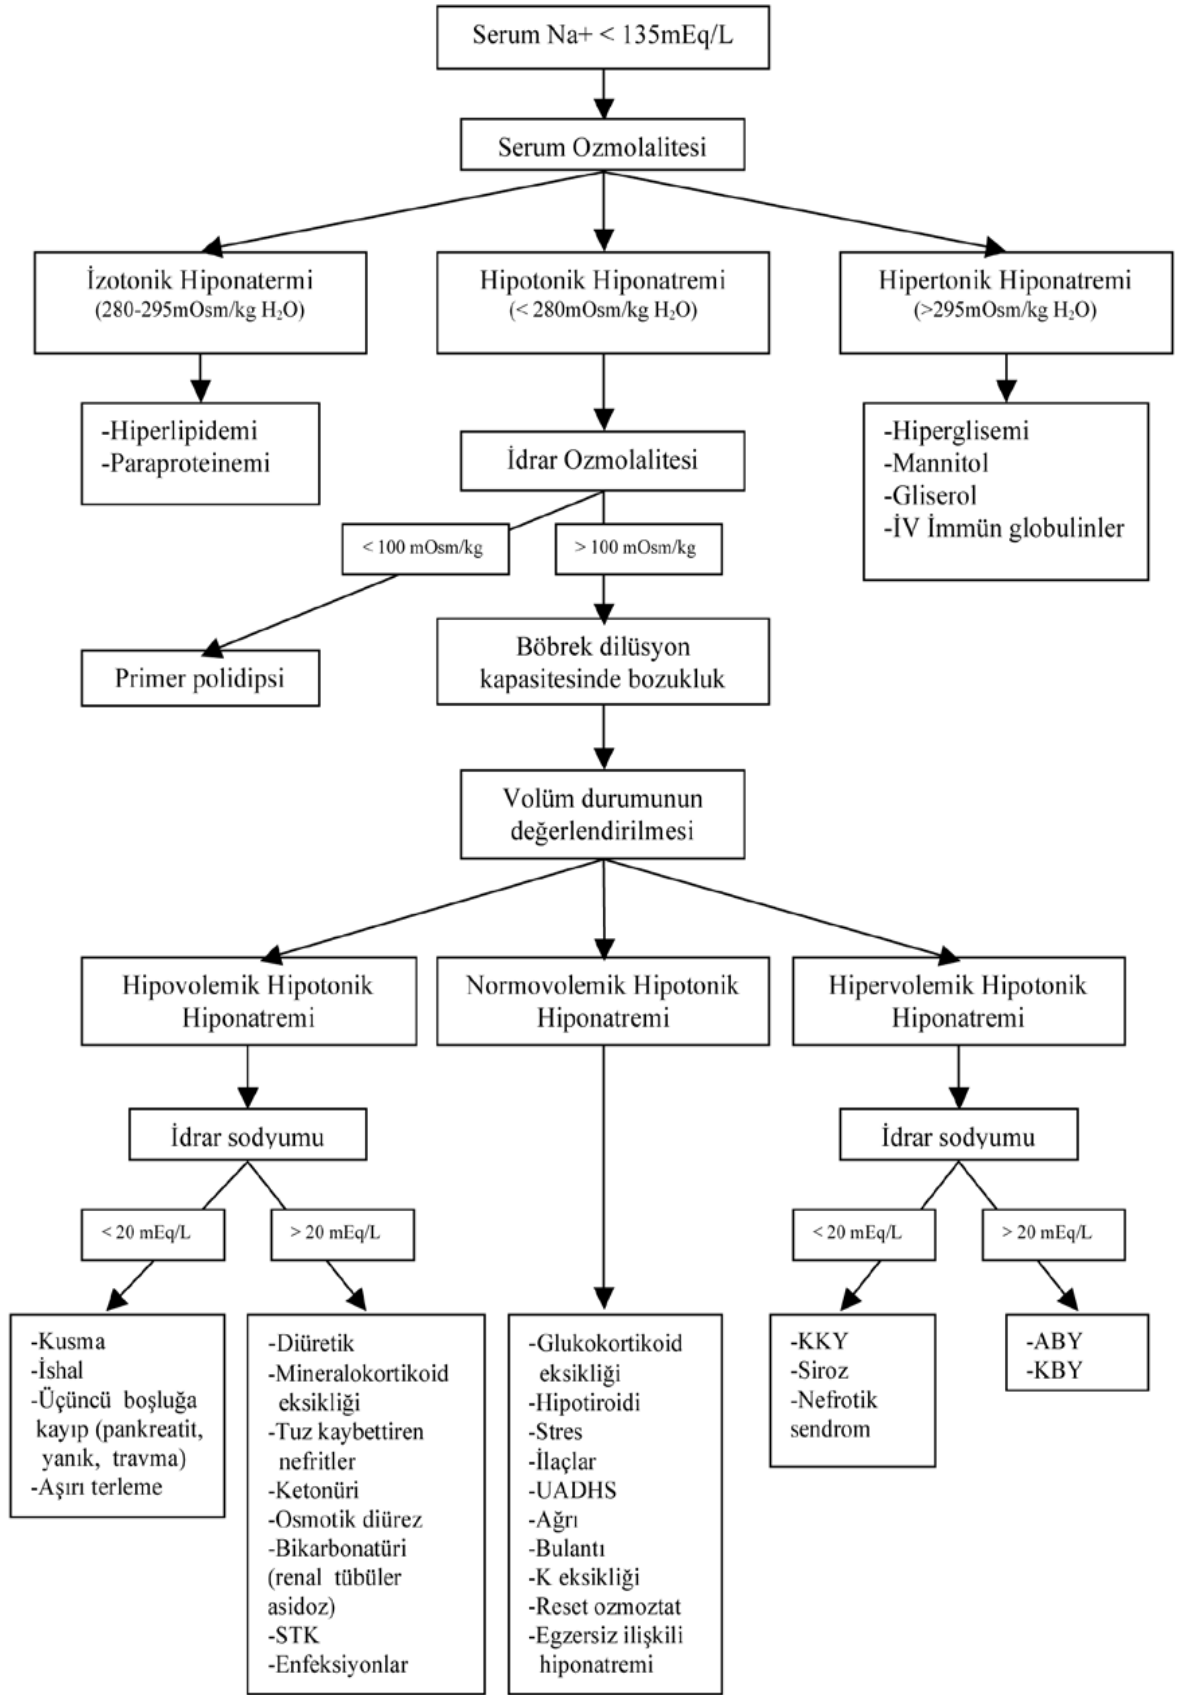 Serum Na+ < 135mEq/L
Serum Ozmolalitesi
İzotonik Hiponatermi
(280-295mOsm/kg H₂O)
Hipotonik Hiponatremi
(< 280mOsm/kg H₂O)
Hipertonik Hiponatremi
(>295mOsm/kg H₂O)
-Hiperlipidemi
-Paraproteinemi
-Hiperglisemi
-Mannitol
-Gliserol
-İV İmmün globulinler
İdrar Ozmolalitesi
< 100 mOsm/kg
> 100 mOsm/kg
Primer polidipsi
Böbrek dilüsyon
kapasitesinde bozukluk
Volüm durumunun
değerlendirilmesi
Hipovolemik Hipotonik
Hiponatremi
Normovolemik Hipotonik
Hiponatremi
Hipervolemik Hipotonik
Hiponatremi
İdrar sodyumu
İdrar sodyumu
< 20 mEq/L
> 20 mEq/L
< 20 mEq/L
> 20 mEq/L
-Kusma
-İshal
-Üçüncü boşluğa
kayıp (pankreatit,
yanık, travma)
-Aşırı terleme
-Diüretik
-Mineralokortikoid
eksikliği
-Tuz kaybettiren
nefritler
-Ketonüri
-Osmotik diürez
-Bikarbonatüri
(renal tübüler
asidoz)
-STK
-Enfeksiyonlar
-Glukokortikoid
eksikliği
-Hipotiroidi
-Stres
-İlaçlar
-UADHS
-Ağrı
-Bulantı
-K eksikliği
-Reset ozmoztat
-Egzersiz ilişkili
hiponatremi
-KKY
-Siroz
-Nefrotik
sendrom
-ABY
-KBY